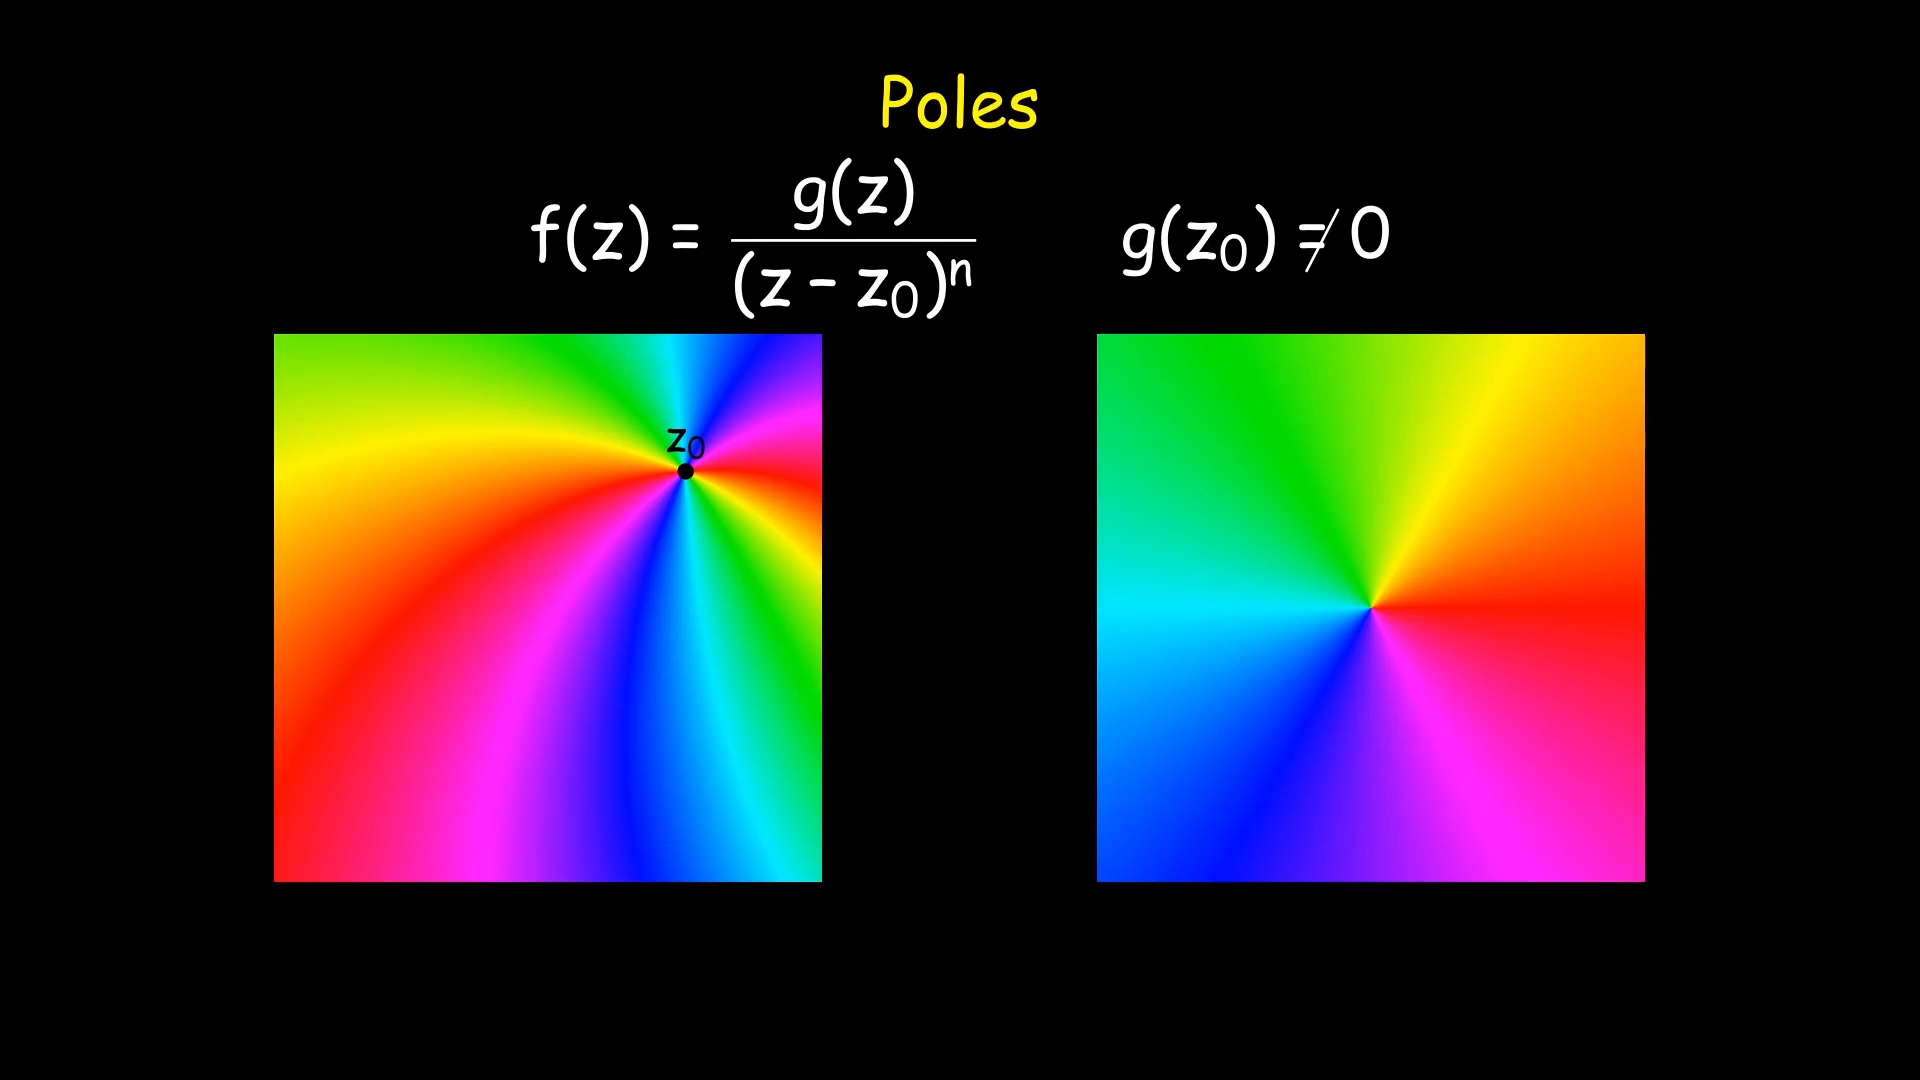 Poles
f(z) = g(z) / (z - z₀)ⁿ g(z₀) ≠ 0
z₀